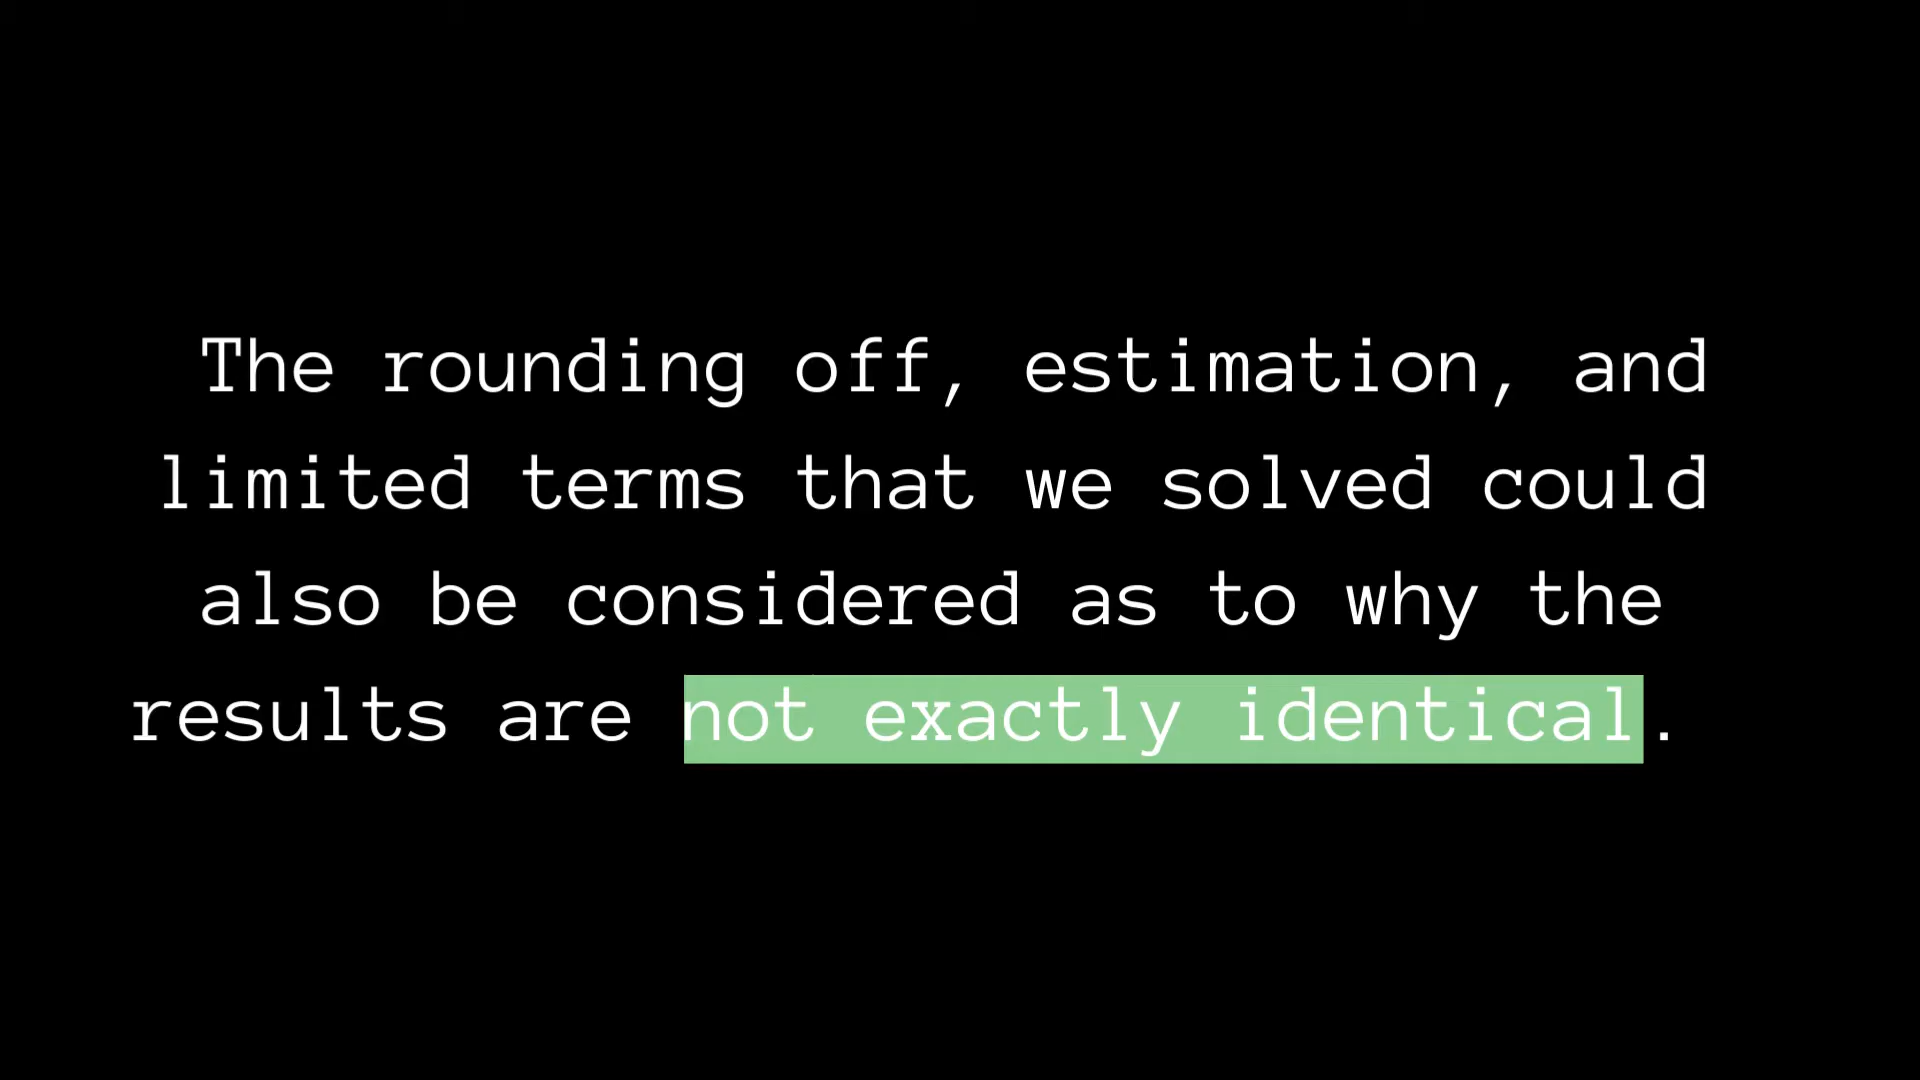 The rounding off, estimation, and
limited terms that we solved could
also be considered as to why the
results are not exactly identical.